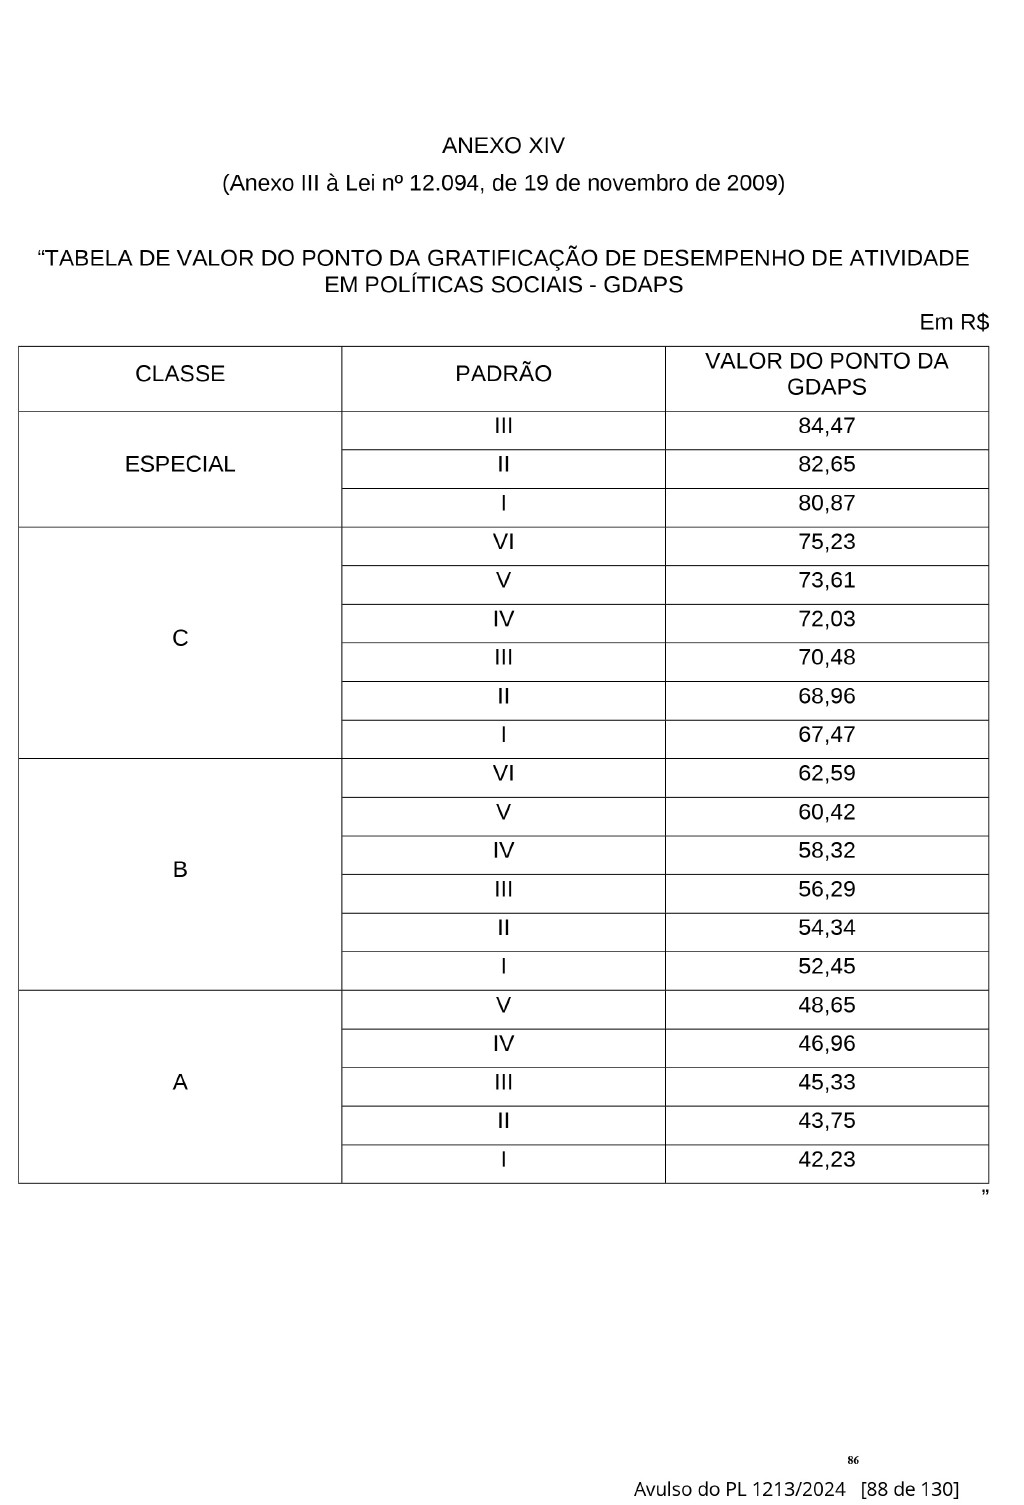 ANEXO XIV
(Anexo III à Lei nº 12.094, de 19 de novembro de 2009)
“TABELA DE VALOR DO PONTO DA GRATIFICAÇÃO DE DESEMPENHO DE ATIVIDADE
EM POLÍTICAS SOCIAIS - GDAPS
Em R$
CLASSE PADRÃO VALOR DO PONTO DA
GDAPS
ESPECIAL
III 84,47
II 82,65
I 80,87
C
VI 75,23
V 73,61
IV 72,03
III 70,48
II 68,96
I 67,47
B
VI 62,59
V 60,42
IV 58,32
III 56,29
II 54,34
I 52,45
A
V 48,65
IV 46,96
III 45,33
II 43,75
I 42,23
”
86
Avulso do PL 1213/2024 [88 de 130]